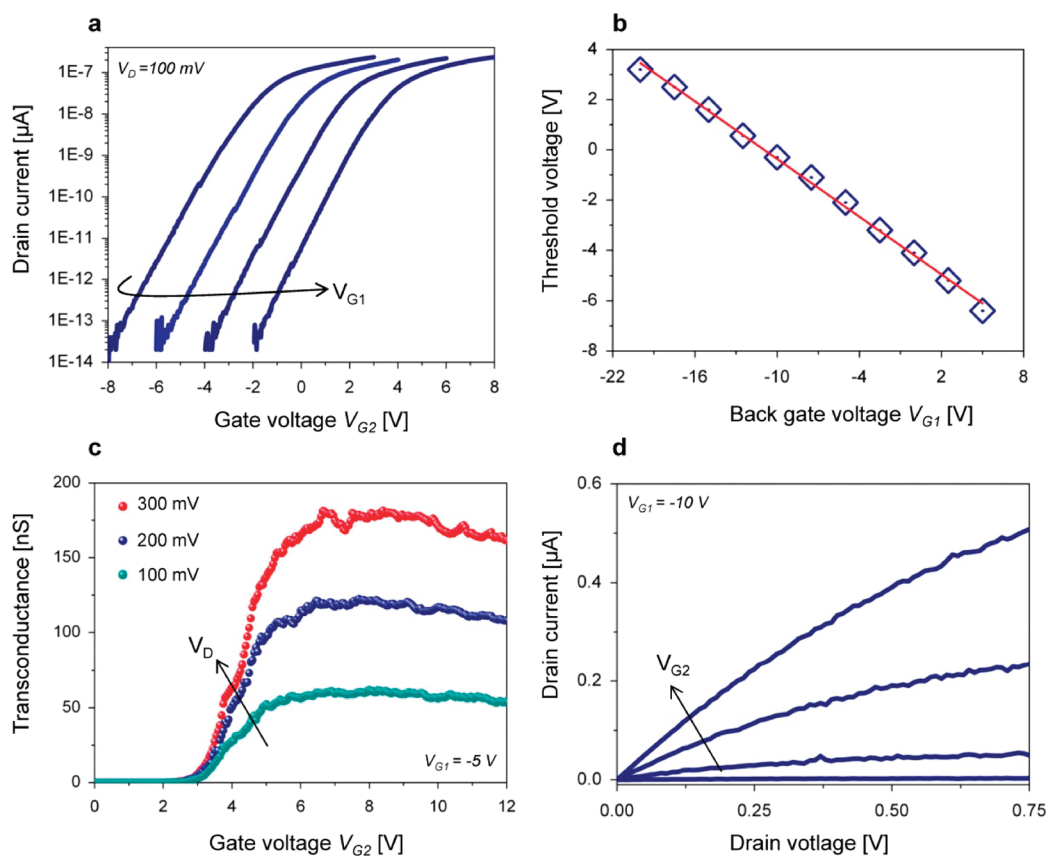 a
V_D =100 mV
1E-7
1E-8
1E-9
1E-10
1E-11
1E-12
1E-13
1E-14
Drain current [µA]
V_G1
-8 -6 -4 -2 0 2 4 6 8
Gate voltage V_G2 [V]
b
4
2
0
-2
-4
-6
-8
Threshold voltage [V]
-22 -16 -10 -4 2 8
Back gate voltage V_G1 [V]
c
200
150
100
50
0
Transconductance [nS]
300 mV
200 mV
100 mV
V_D
V_G1 = -5 V
0 2 4 6 8 10 12
Gate voltage V_G2 [V]
d
0.6
0.4
0.2
0.0
Drain current [µA]
V_G1 = -10 V
V_G2
0.00 0.25 0.50 0.75
Drain votlage [V]